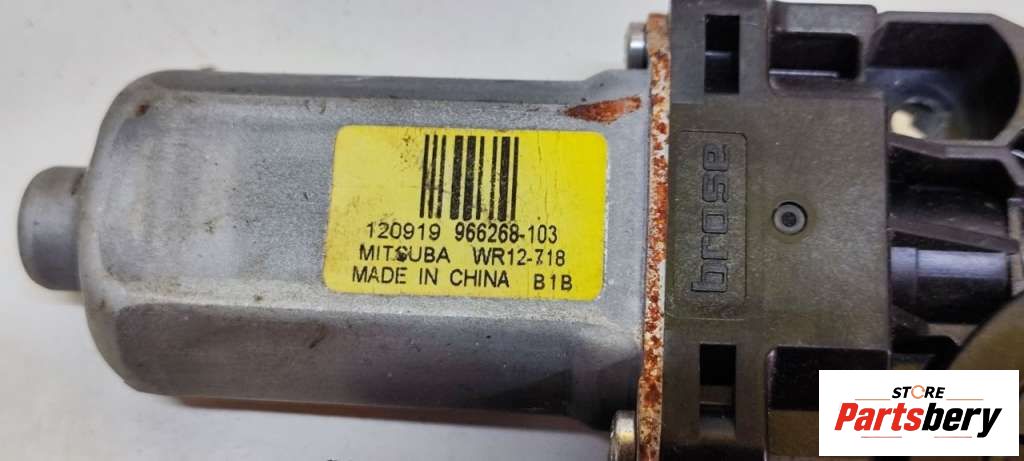 120919 966268-103
MITSUBA WR12-718
MADE IN CHINA B1B
brose
STORE
Partsbery